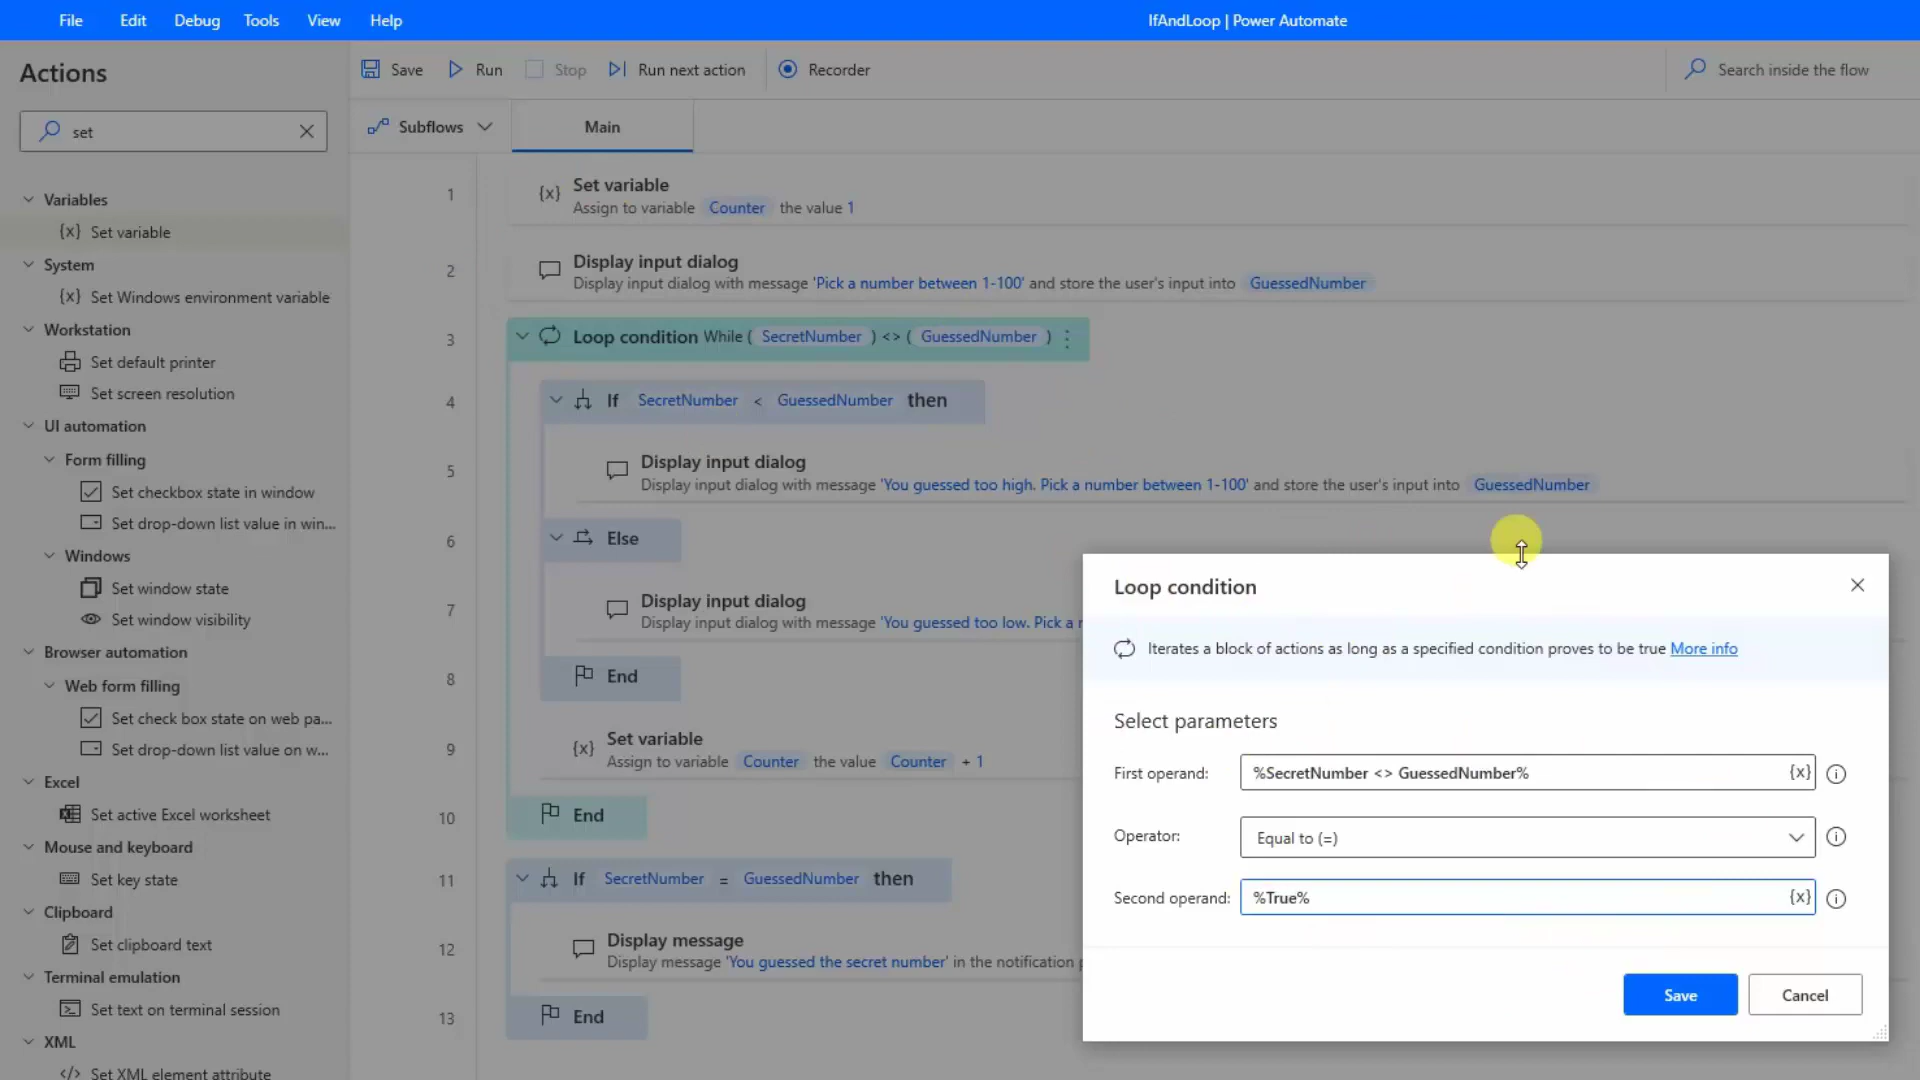 File Edit Debug Tools View Help IfAndLoop | Power Automate
Actions
set
Variables
{x} Set variable
System
{x} Set Windows environment variable
Workstation
Set default printer
Set screen resolution
UI automation
Form filling
Set checkbox state in window
Set drop-down list value in win...
Windows
Set window state
Set window visibility
Browser automation
Web form filling
Set check box state on web pa...
Set drop-down list value on w...
Excel
Set active Excel worksheet
Mouse and keyboard
Set key state
Clipboard
Set clipboard text
Terminal emulation
Set text on terminal session
XML
Set XML element attribute
Save Run Stop Run next action Recorder Search inside the flow
Subflows Main
1 {x} Set variable
Assign to variable Counter the value 1
2 Display input dialog
Display input dialog with message 'Pick a number between 1-100' and store the user's input into GuessedNumber
3 Loop condition While ( SecretNumber ) <> ( GuessedNumber )
4 If SecretNumber < GuessedNumber then
5 Display input dialog
Display input dialog with message 'You guessed too high. Pick a number between 1-100' and store the user's input into GuessedNumber
6 Else
7 Display input dialog
Display input dialog with message 'You guessed too low. Pick a
8 End
9 {x} Set variable
Assign to variable Counter the value Counter + 1
10 End
11 If SecretNumber = GuessedNumber then
12 Display message
Display message 'You guessed the secret number' in the notification
13 End
Loop condition
Iterates a block of actions as long as a specified condition proves to be true More info
Select parameters
First operand: %SecretNumber <> GuessedNumber% {x}
Operator: Equal to (=)
Second operand: %True% {x}
Save Cancel